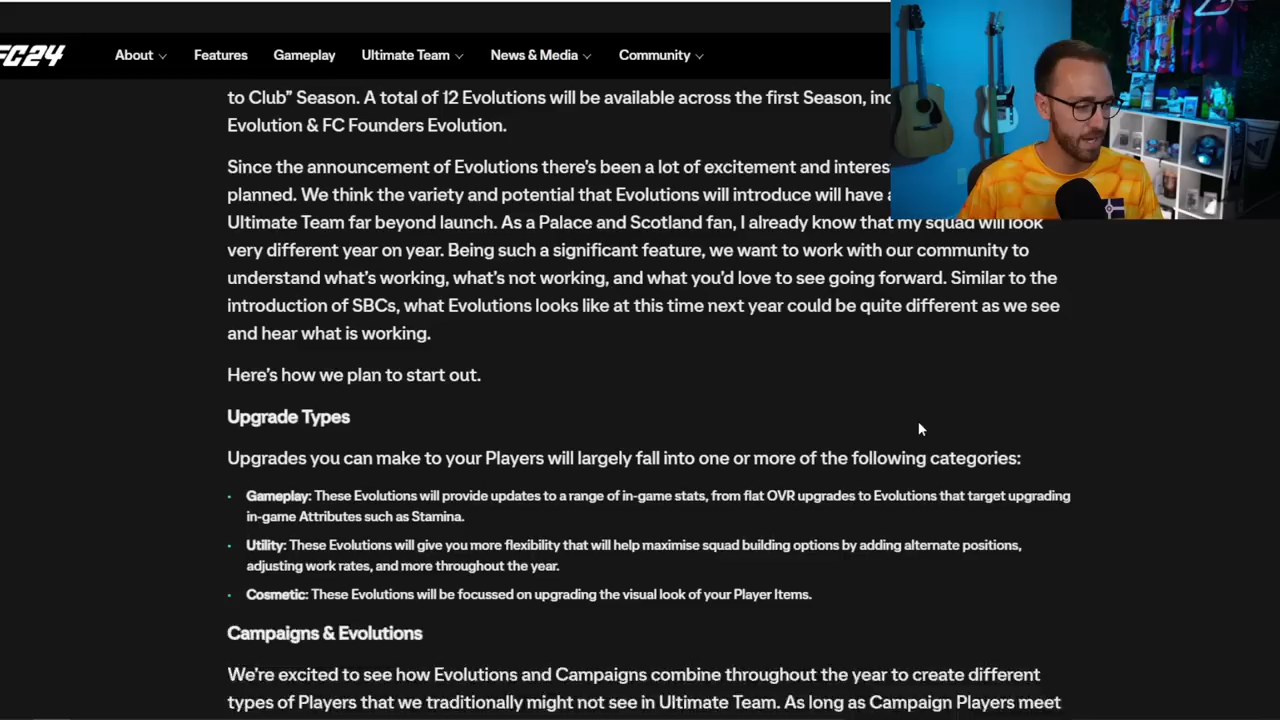 FC24
About
Features
Gameplay
Ultimate Team
News & Media
Community
to Club” Season. A total of 12 Evolutions will be available across the first Season,
Evolution & FC Founders Evolution.
Since the announcement of Evolutions there’s been a lot of excitement and
planned. We think the variety and potential that Evolutions will introduce will have
Ultimate Team far beyond launch. As a Palace and Scotland fan, I already know that my squad will look
very different year on year. Being such a significant feature, we want to work with our community to
understand what’s working, what’s not working, and what you’d love to see going forward. Similar to the
introduction of SBCs, what Evolutions looks like at this time next year could be quite different as we see
and hear what is working.
Here’s how we plan to start out.
Upgrade Types
Upgrades you can make to your Players will largely fall into one or more of the following categories:
• Gameplay: These Evolutions will provide updates to a range of in-game stats, from flat OVR upgrades to Evolutions that target upgrading
in-game Attributes such as Stamina.
• Utility: These Evolutions will give you more flexibility that will help maximise squad building options by adding alternate positions,
adjusting work rates, and more throughout the year.
• Cosmetic: These Evolutions will be focussed on upgrading the visual look of your Player Items.
Campaigns & Evolutions
We’re excited to see how Evolutions and Campaigns combine throughout the year to create different
types of Players that we traditionally might not see in Ultimate Team. As long as Campaign Players meet